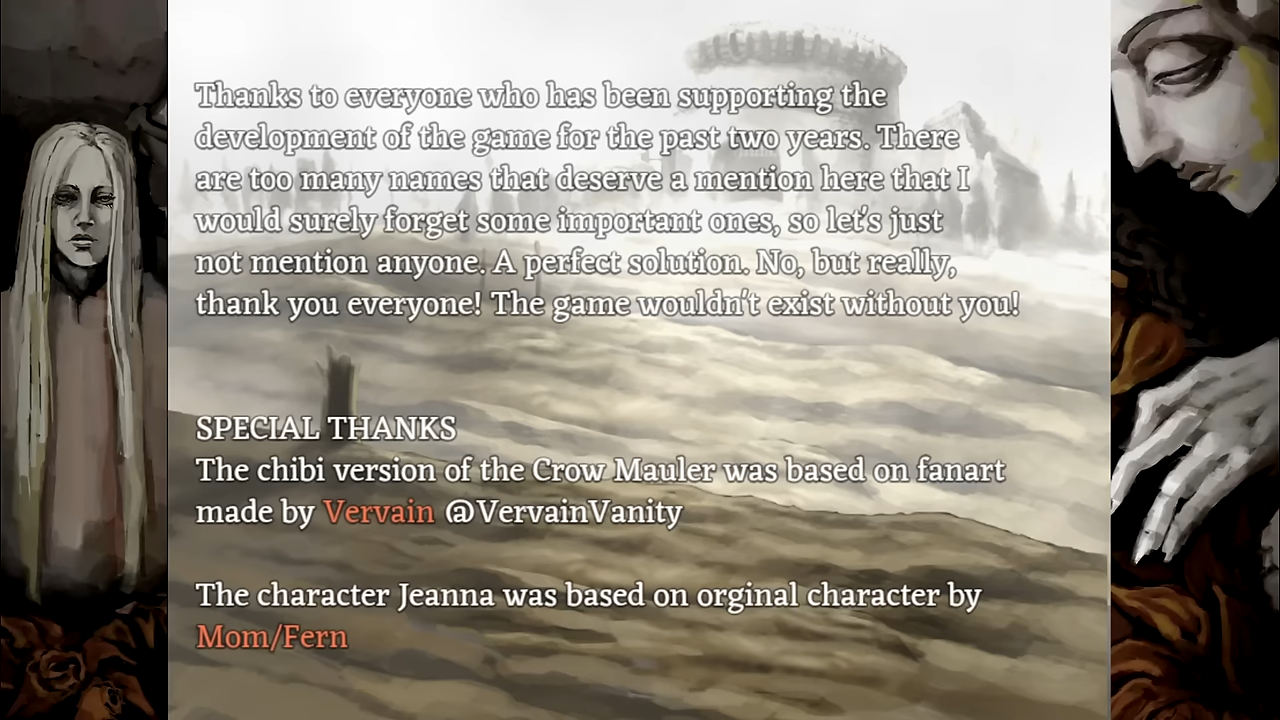 Thanks to everyone who has been supporting the
development of the game for the past two years. There
are too many names that deserve a mention here that I
would surely forget some important ones, so let's just
not mention anyone. A perfect solution. No, but really,
thank you everyone! The game wouldn't exist without you!
SPECIAL THANKS
The chibi version of the Crow Mauler was based on fanart
made by Vervain @VervainVanity
The character Jeanna was based on orginal character by
Mom/Fern